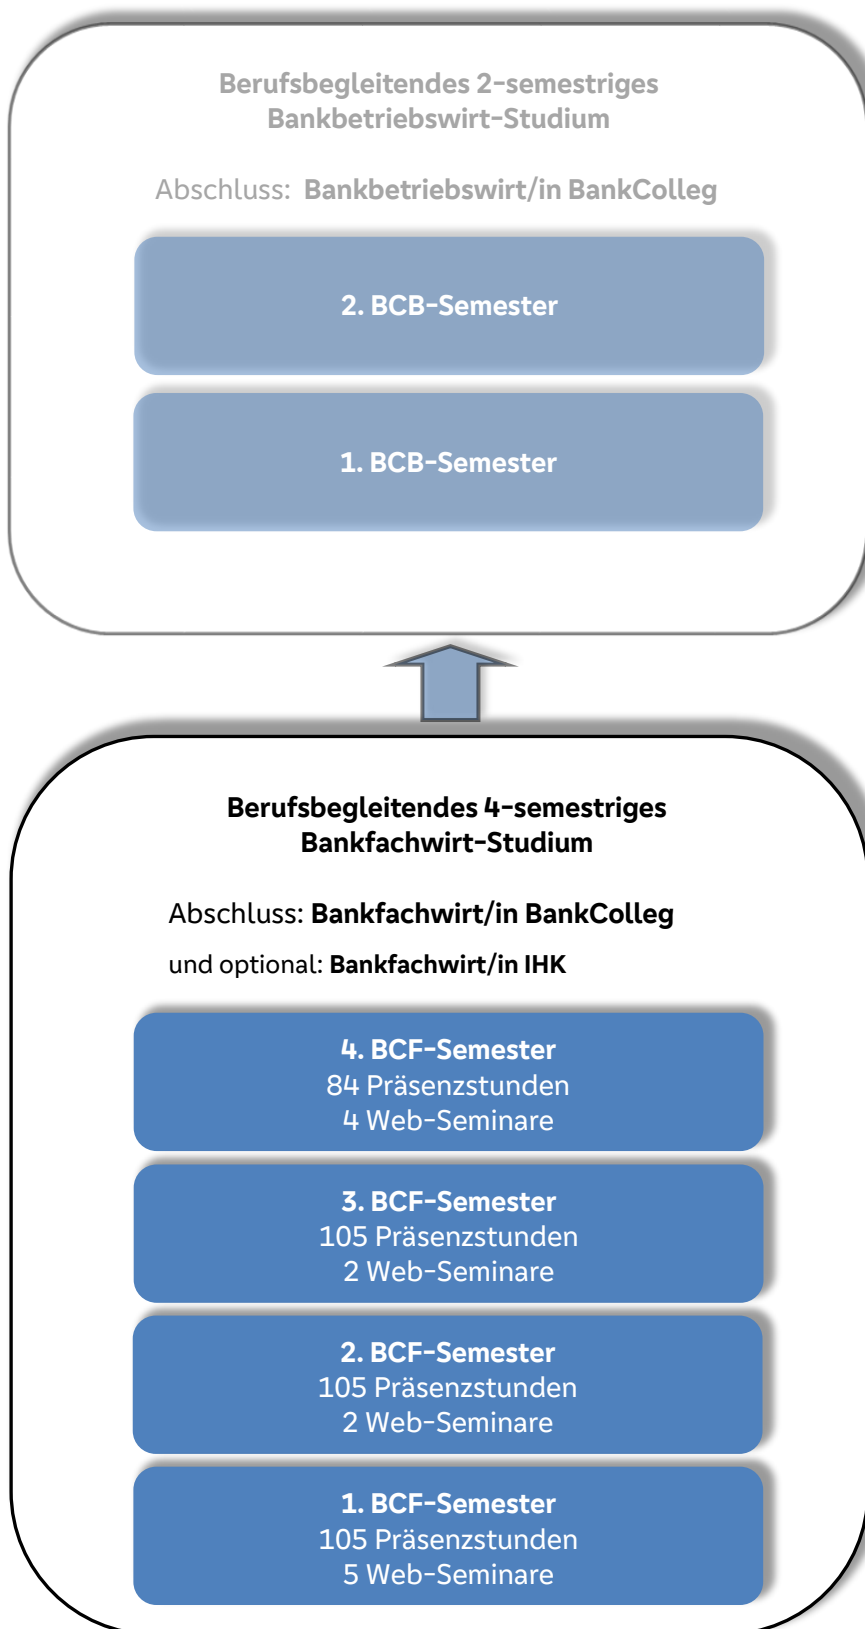 Berufsbegleitendes 2-semestriges
Bankbetriebswirt-Studium
Abschluss: Bankbetriebswirt/in BankColleg
2. BCB-Semester
1. BCB-Semester
Berufsbegleitendes 4-semestriges
Bankfachwirt-Studium
Abschluss: Bankfachwirt/in BankColleg
und optional: Bankfachwirt/in IHK
4. BCF-Semester
84 Präsenzstunden
4 Web-Seminare
3. BCF-Semester
105 Präsenzstunden
2 Web-Seminare
2. BCF-Semester
105 Präsenzstunden
2 Web-Seminare
1. BCF-Semester
105 Präsenzstunden
5 Web-Seminare